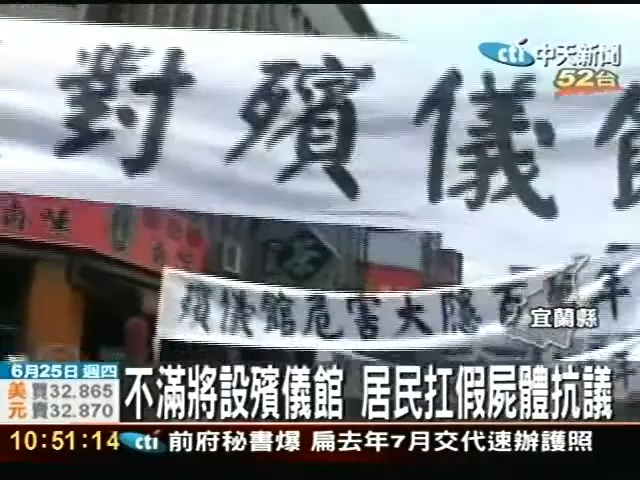 cti 中天新聞
52台
對殯儀館
殯儀館危害大隱百年
宜蘭縣
6月25日 週四
美元 買32.865
賣32.870
不滿將設殯儀館 居民扛假屍體抗議
10:51:14 cti 前府秘書爆 扁去年7月交代速辦護照